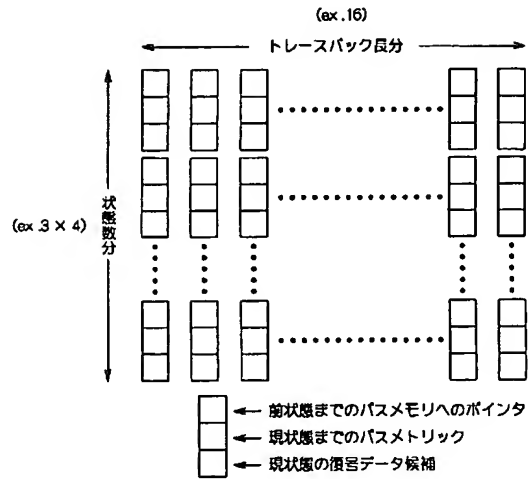 (ex.16)
トレースバック長分
(ex.3×4)
状態数分
前状態までのパスメモリへのポインタ
現状態までのパスメトリック
現状態の復号データ候補